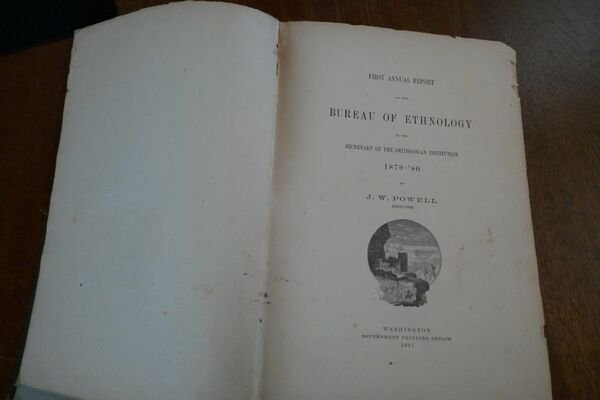 FIRST ANNUAL REPORT
OF THE
BUREAU OF ETHNOLOGY
TO THE
SECRETARY OF THE SMITHSONIAN INSTITUTION
1879-'80
BY
J. W. POWELL
DIRECTOR
WASHINGTON
GOVERNMENT PRINTING OFFICE
1881